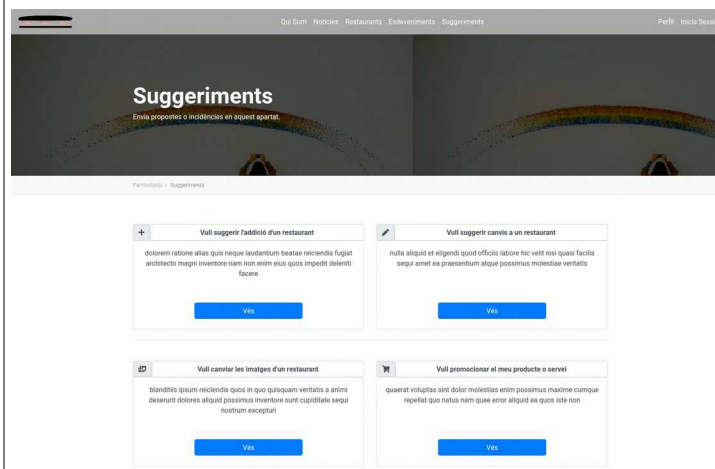 Qui Som Notícies Restaurants Esdeveniments Suggeriments Perfil Inicia Sessi
Suggeriments
Envia propostes o incidències en aquest apartat.
Suggeriments
Vull suggerir l'addició d'un restaurant
dolorem ratione alias quis neque laudantium beatae reiciendis fugiat
architecto magni inventore nam non enim eius quos impedit deleniti
facere
Vés
Vull suggerir canvis a un restaurant
nulla aliquid et eligendi quod officiis labore hic velit nisi quasi facilis
sequi amet ea praesentium atque possimus molestiae veritatis
Vés
Vull canviar les imatges d'un restaurant
blanditiis ipsum reiciendis quos in quo quisquam veritatis a animi
deserunt dolores aliquid possimus inventore sunt cupiditate sequi
nostrum excepturi
Vés
Vull promocionar el meu producte o servei
quaerat voluptas sint dolor molestias enim possimus maxime cumque
repellat quo natus nam quae error aliquid ea quos iste non
Vés